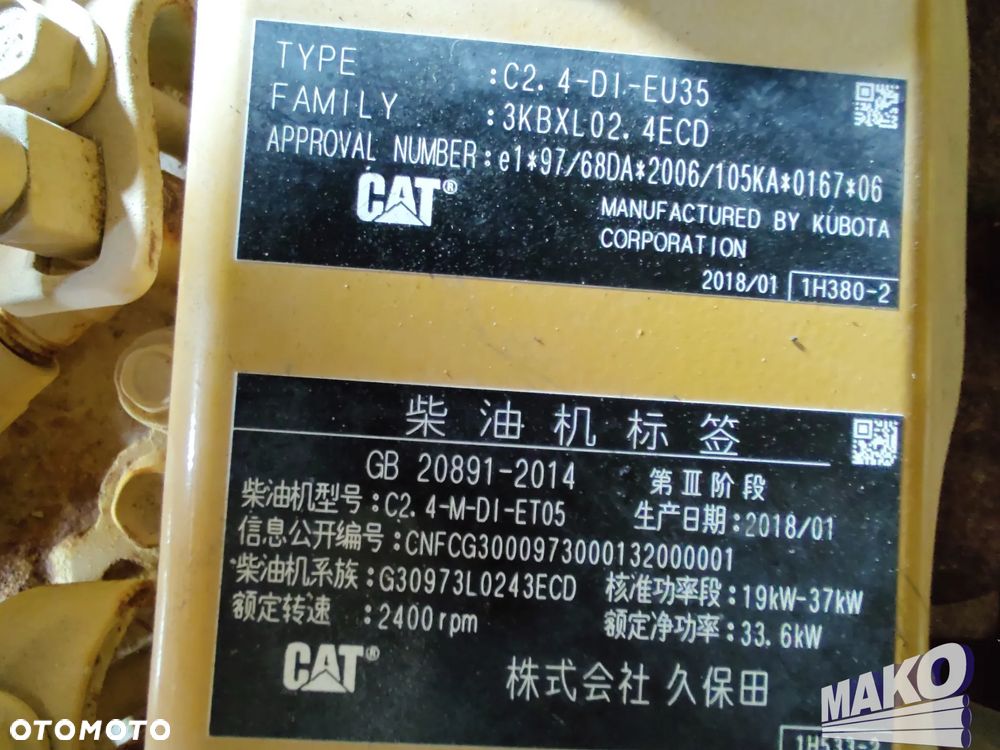 TYPE :C2.4-DI-EU35
FAMILY :3KBXL02.4ECD
APPROVAL NUMBER:e1*97/68DA*2006/105KA*0167*06
CAT®
MANUFACTURED BY KUBOTA
CORPORATION
2018/01 1H380-2
柴油机标签
GB 20891-2014 第Ⅲ阶段
柴油机型号:C2.4-M-DI-ET05 生产日期:2018/01
信息公开编号:CNFCG3000973000132000001
柴油机系族:G30973L0243ECD 核准功率段:19kW-37kW
额定转速 :2400rpm 额定净功率:33.6kW
CAT®
株式会社久保田
MAKO
OTOMOTO